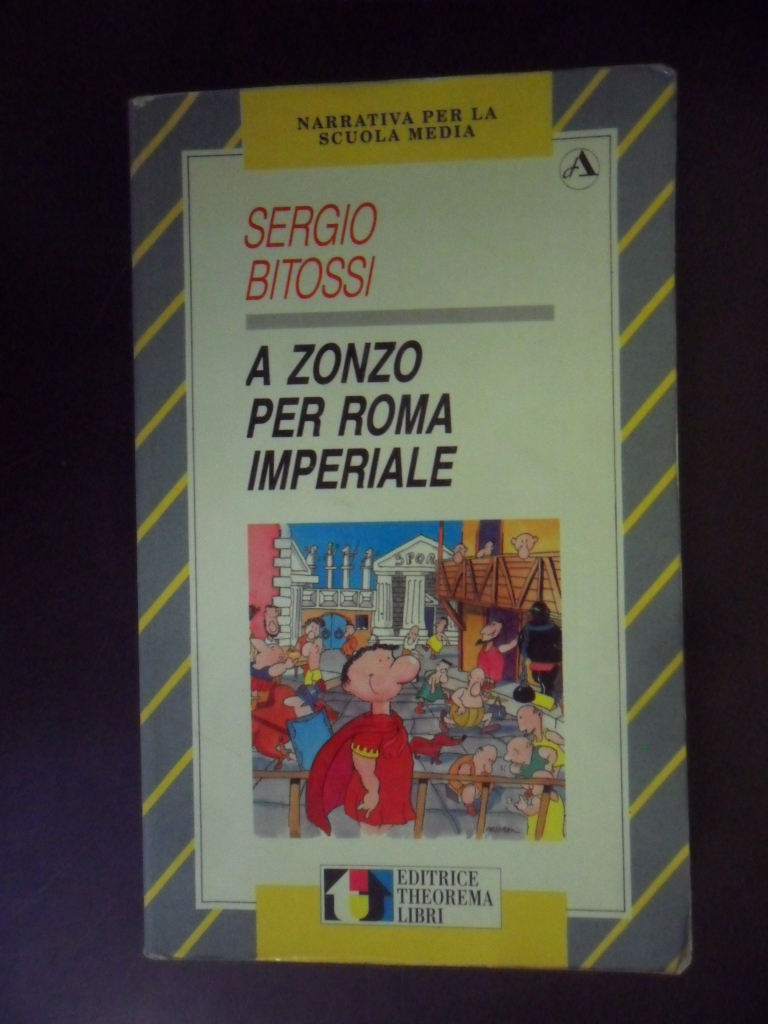 NARRATIVA PER LA
SCUOLA MEDIA
SERGIO
BITOSSI
A ZONZO
PER ROMA
IMPERIALE
SPQR
EDITRICE
THEOREMA
LIBRI